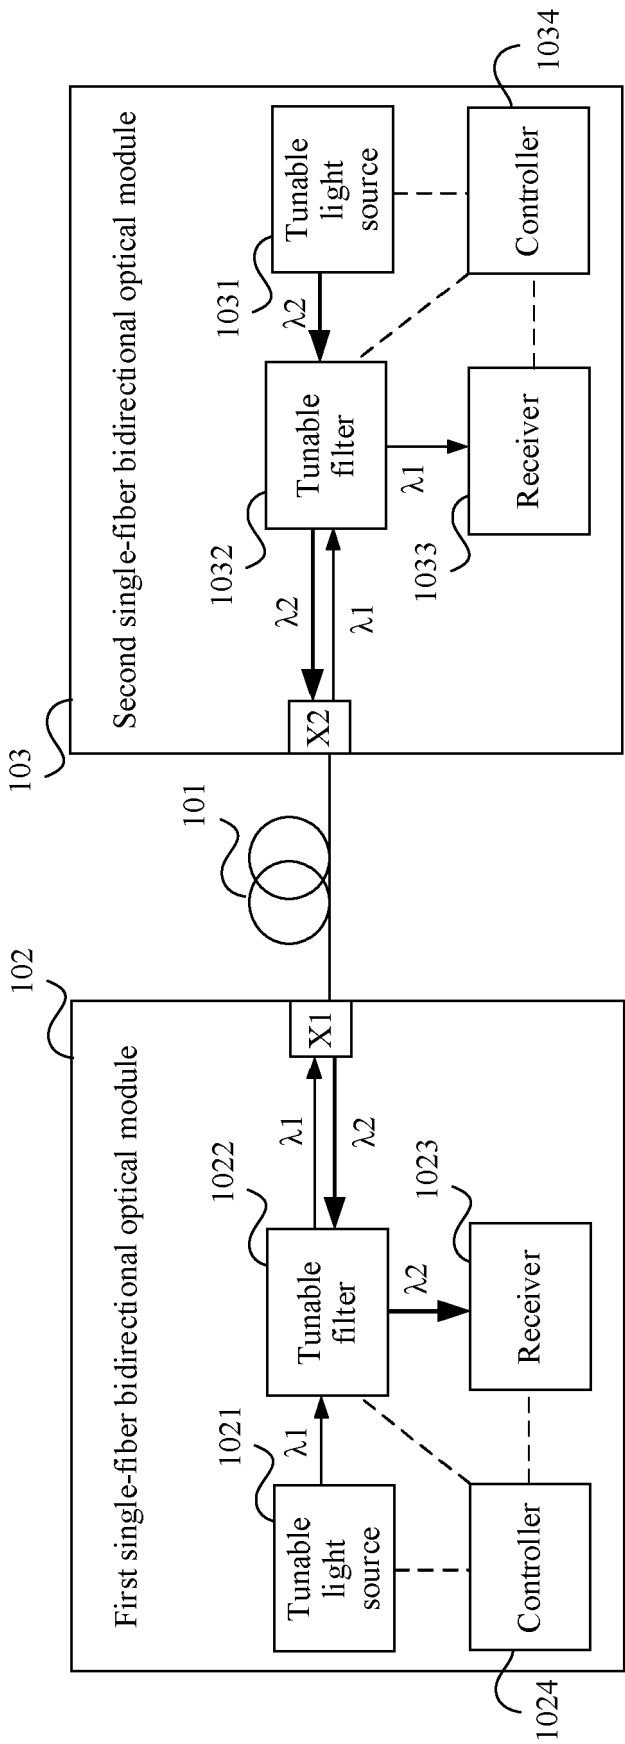 102
101
103
First single-fiber bidirectional optical module
Second single-fiber bidirectional optical module
1021
1022
1032
1031
Tunable
light
source
λ1
Tunable
filter
λ1
λ2
X1
X2
λ2
λ1
Tunable
filter
λ2
Tunable
light
source
λ2
1023
1033
λ1
Controller
Receiver
Receiver
Controller
1024
1034